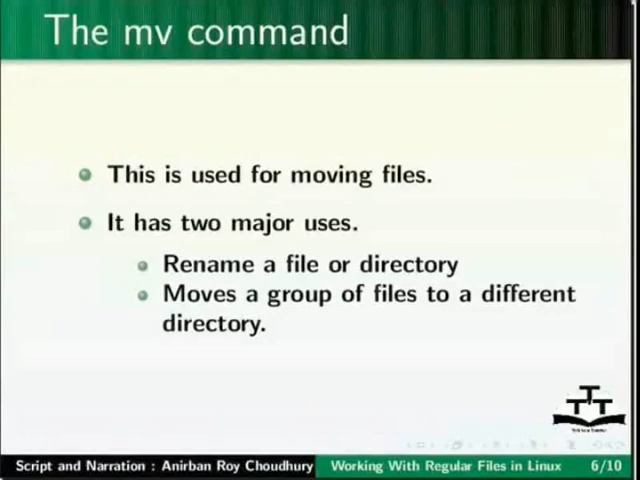 The mv command
This is used for moving files.
It has two major uses.
Rename a file or directory
Moves a group of files to a different
directory.
TTT
Script and Narration : Anirban Roy Choudhury Working With Regular Files in Linux 6/10